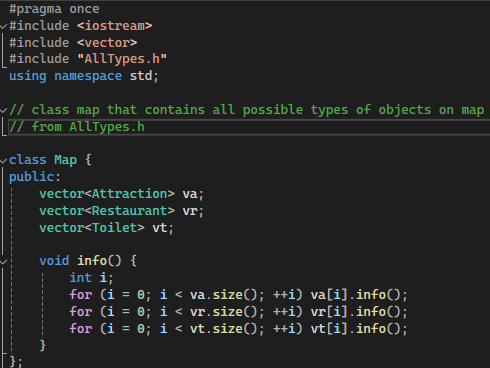 #pragma once
#include <iostream>
#include <vector>
#include "AllTypes.h"
using namespace std;

// class map that contains all possible types of objects on map
// from AllTypes.h

class Map {
public:
    vector<Attraction> va;
    vector<Restaurant> vr;
    vector<Toilet> vt;

    void info() {
        int i;
        for (i = 0; i < va.size(); ++i) va[i].info();
        for (i = 0; i < vr.size(); ++i) vr[i].info();
        for (i = 0; i < vt.size(); ++i) vt[i].info();
    }
};